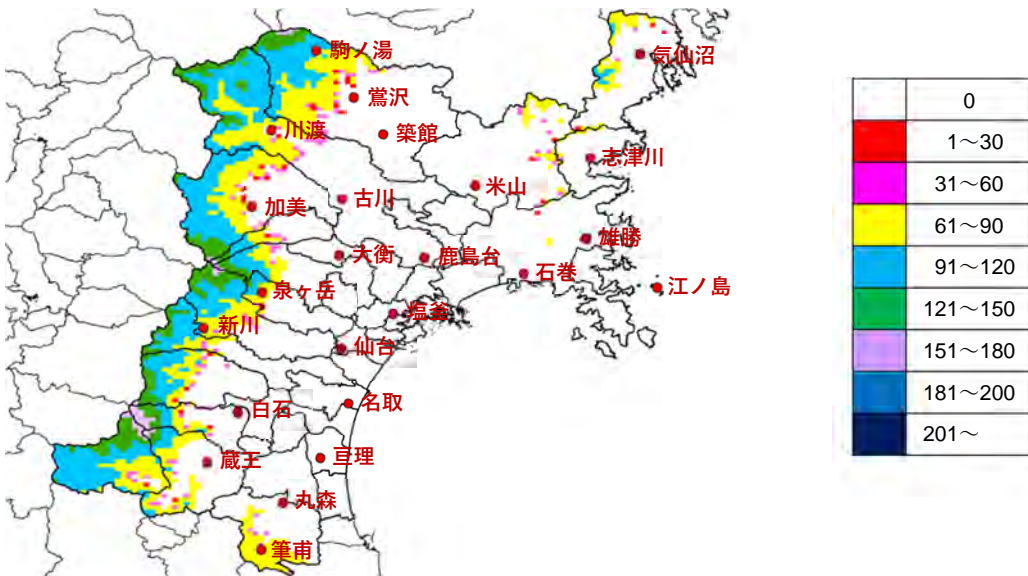 駒ノ湯
気仙沼
鶯沢
川渡
築館
志津川
米山
古川
加美
雄勝
大衡
鹿島台
石巻
江ノ島
泉ヶ岳
塩釜
新川
仙台
名取
白石
亘理
蔵王
丸森
筆甫
0
1～30
31～60
61～90
91～120
121～150
151～180
181～200
201～